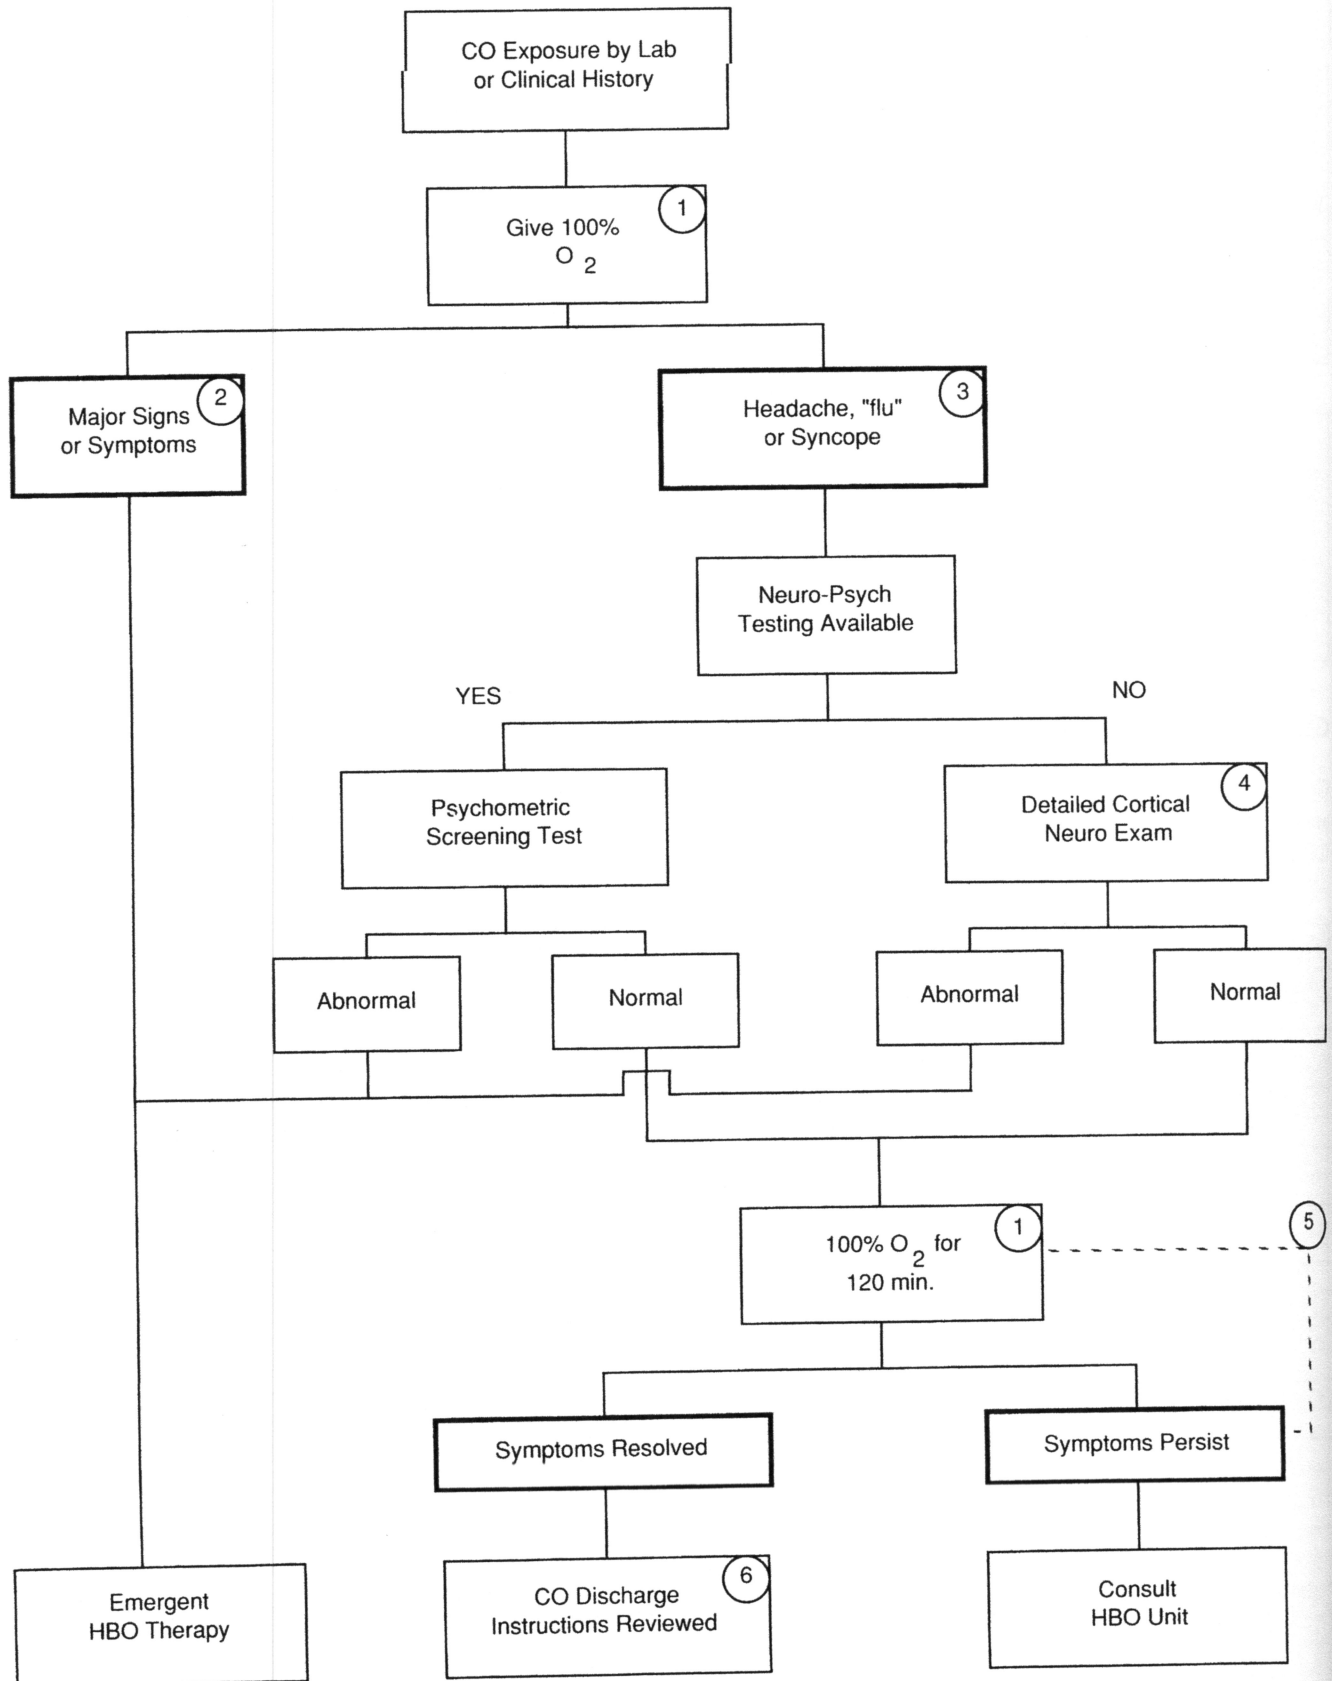 CO Exposure by Lab
or Clinical History
1
Give 100%
O 2
2
Major Signs
or Symptoms
3
Headache, "flu"
or Syncope
Neuro-Psych
Testing Available
YES
NO
Psychometric
Screening Test
4
Detailed Cortical
Neuro Exam
Abnormal
Normal
Abnormal
Normal
1
100% O2 for
120 min.
5
Symptoms Resolved
Symptoms Persist
Emergent
HBO Therapy
6
CO Discharge
Instructions Reviewed
Consult
HBO Unit